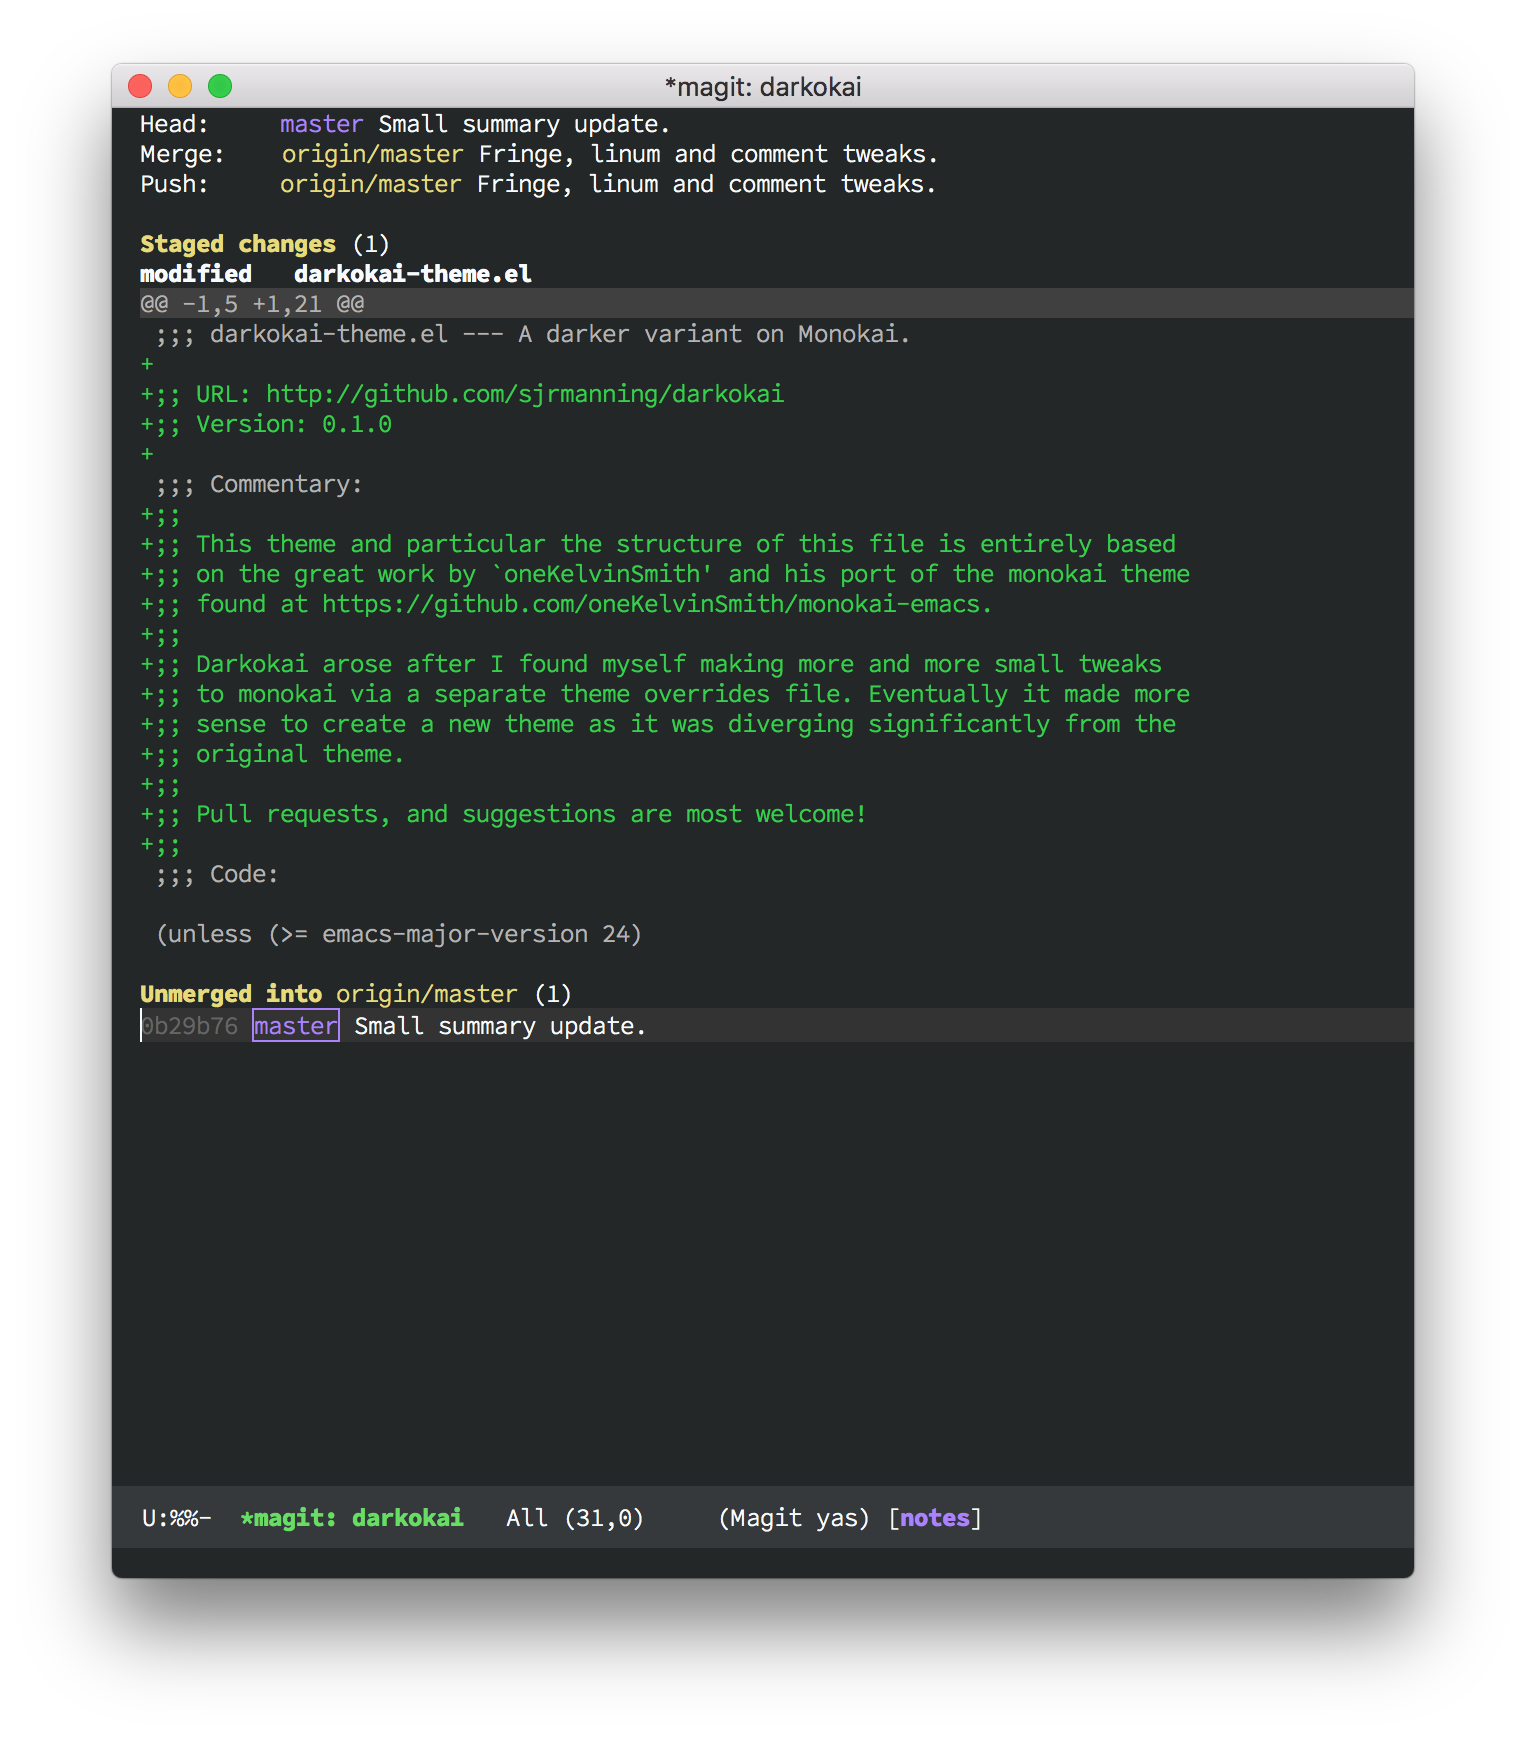 *magit: darkokai
Head:     master Small summary update.
Merge:    origin/master Fringe, linum and comment tweaks.
Push:     origin/master Fringe, linum and comment tweaks.
Staged changes (1)
modified   darkokai-theme.el
@@ -1,5 +1,21 @@
 ;;; darkokai-theme.el --- A darker variant on Monokai.
+
+;; URL: http://github.com/sjrmanning/darkokai
+;; Version: 0.1.0
+
 ;;; Commentary:
+;;
+;; This theme and particular the structure of this file is entirely based
+;; on the great work by `oneKelvinSmith' and his port of the monokai theme
+;; found at https://github.com/oneKelvinSmith/monokai-emacs.
+;;
+;; Darkokai arose after I found myself making more and more small tweaks
+;; to monokai via a separate theme overrides file. Eventually it made more
+;; sense to create a new theme as it was diverging significantly from the
+;; original theme.
+;;
+;; Pull requests, and suggestions are most welcome!
+;;
 ;;; Code:
 (unless (>= emacs-major-version 24)
Unmerged into origin/master (1)
0b29b76 master Small summary update.
U:%%-  *magit: darkokai   All (31,0)     (Magit yas) [notes]